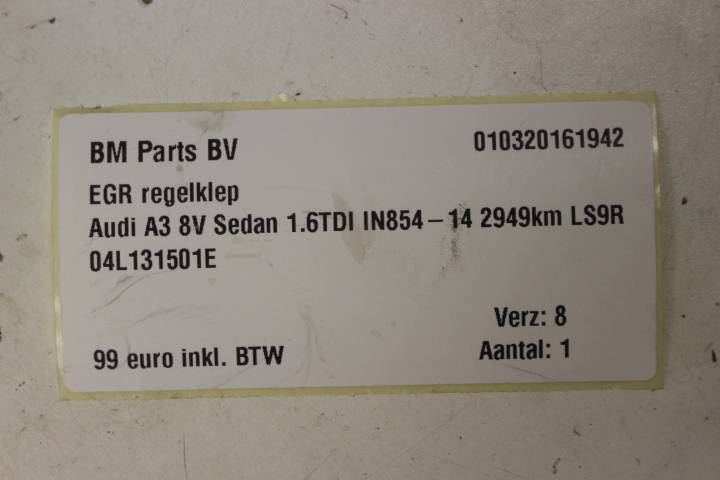 BM Parts BV 010320161942
EGR regelklep
Audi A3 8V Sedan 1.6TDI IN854-14 2949km LS9R
04L131501E
Verz: 8
99 euro inkl. BTW Aantal: 1